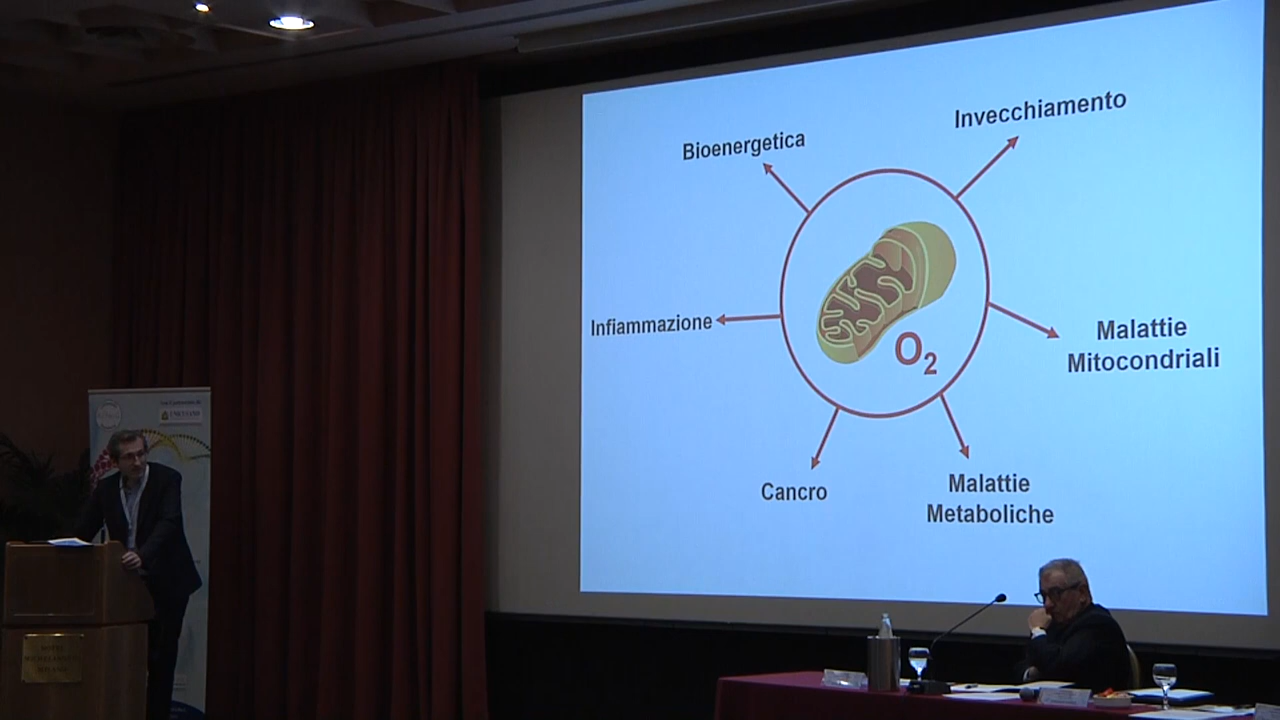 Invecchiamento
Bioenergetica
Infiammazione
O2
Malattie
Mitocondriali
Cancro
Malattie
Metaboliche